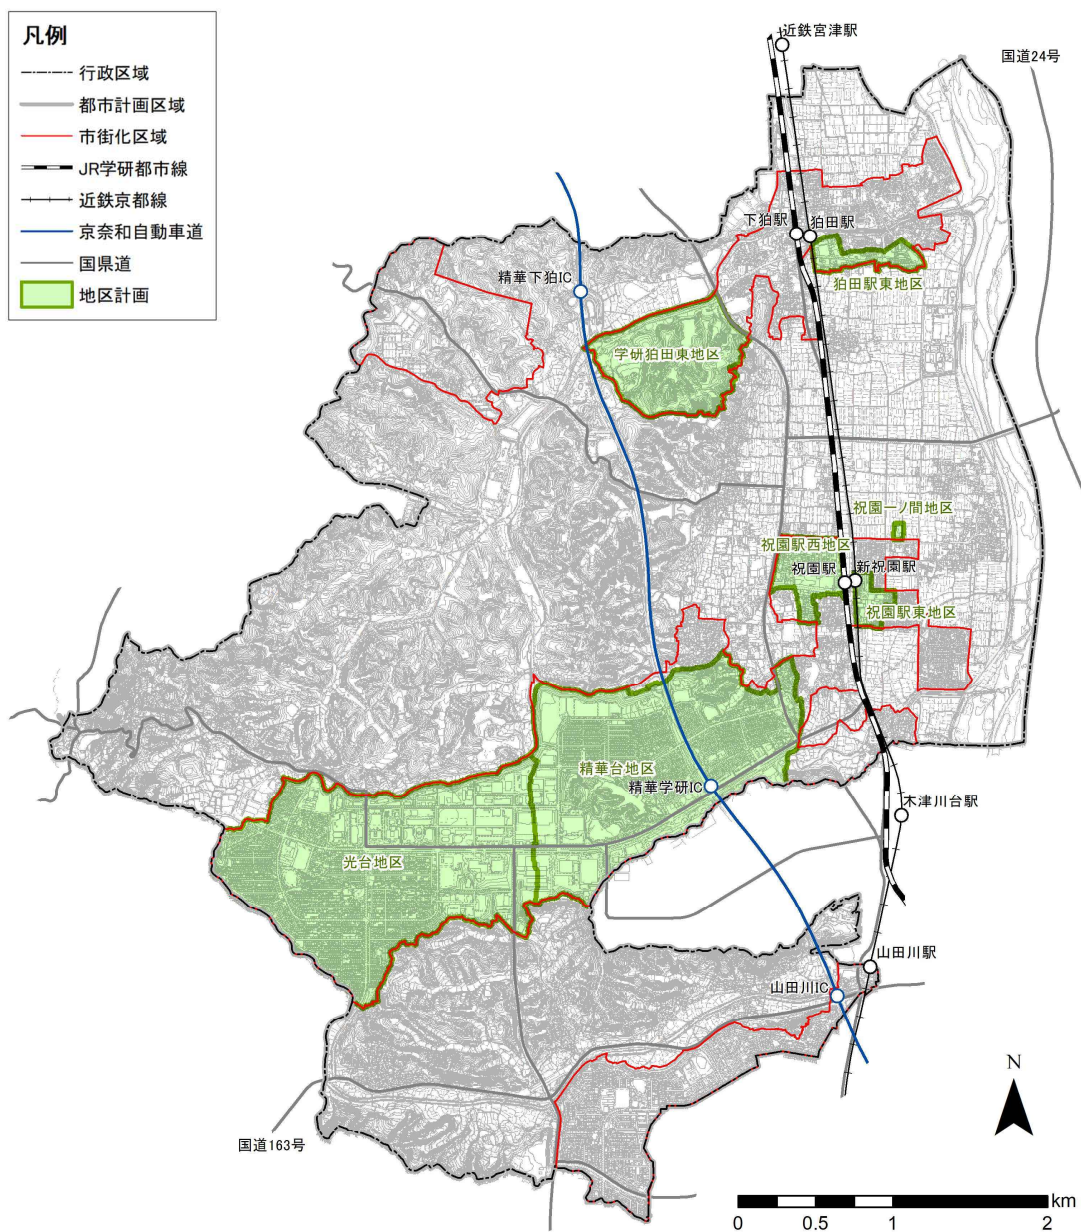 凡例
行政区域
都市計画区域
市街化区域
JR学研都市線
近鉄京都線
京奈和自動車道
国県道
地区計画
近鉄宮津駅
国道24号
下狛駅
狛田駅
精華下狛IC
狛田駅東地区
学研狛田東地区
祝園一ノ間地区
祝園駅西地区
祝園駅
新祝園駅
祝園駅東地区
精華台地区
精華学研IC
木津川台駅
光台地区
山田川駅
山田川IC
国道163号
N
km
0 0.5 1 2